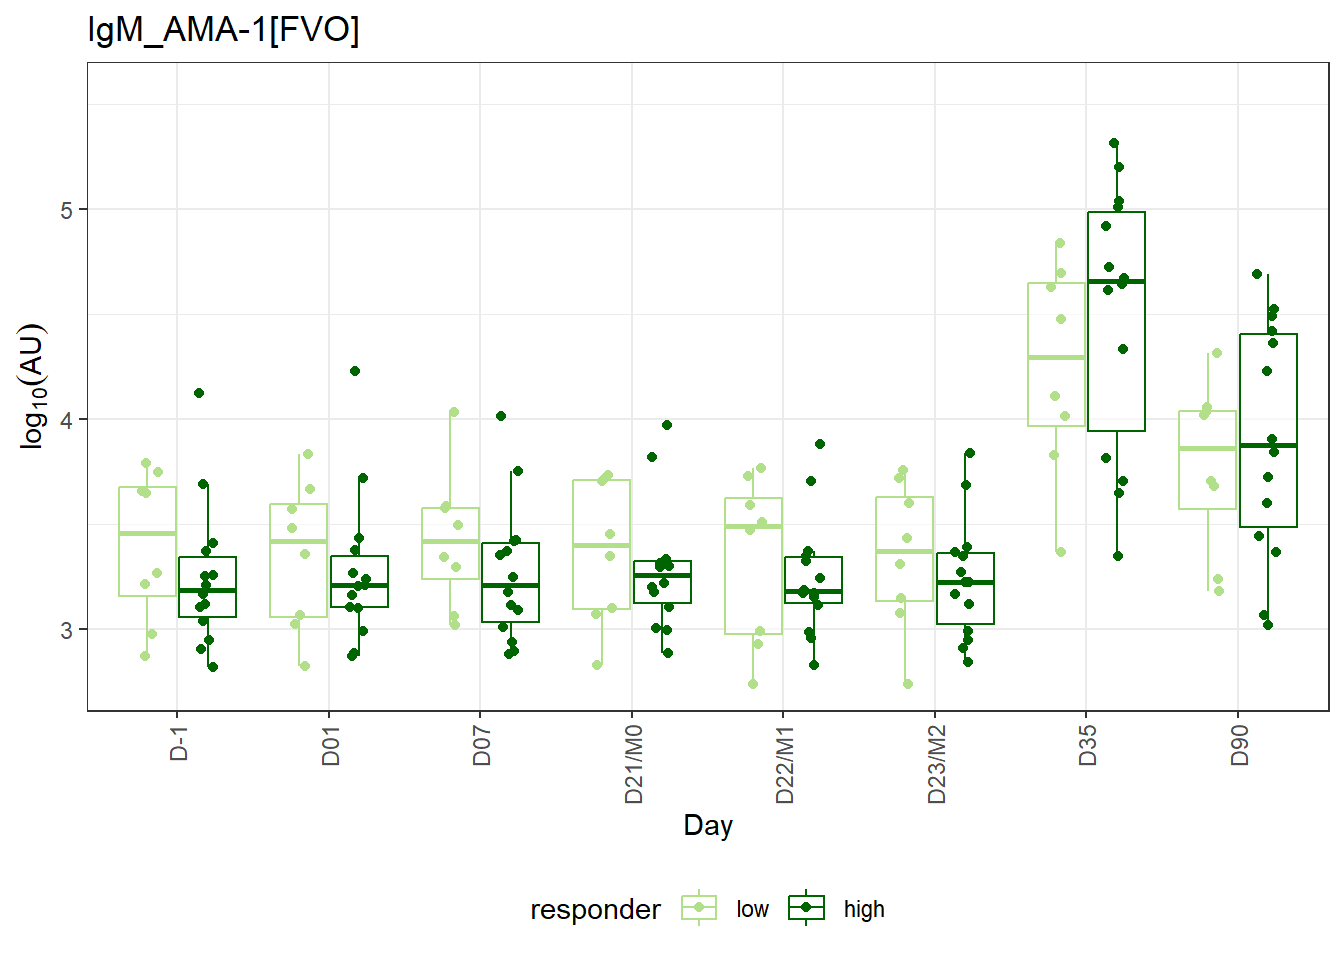 IgM_AMA-1[FVO]
log10(AU)
5
4
3
D-1
D01
D07
D21/M0
D22/M1
D23/M2
D35
D90
Day
responder low high